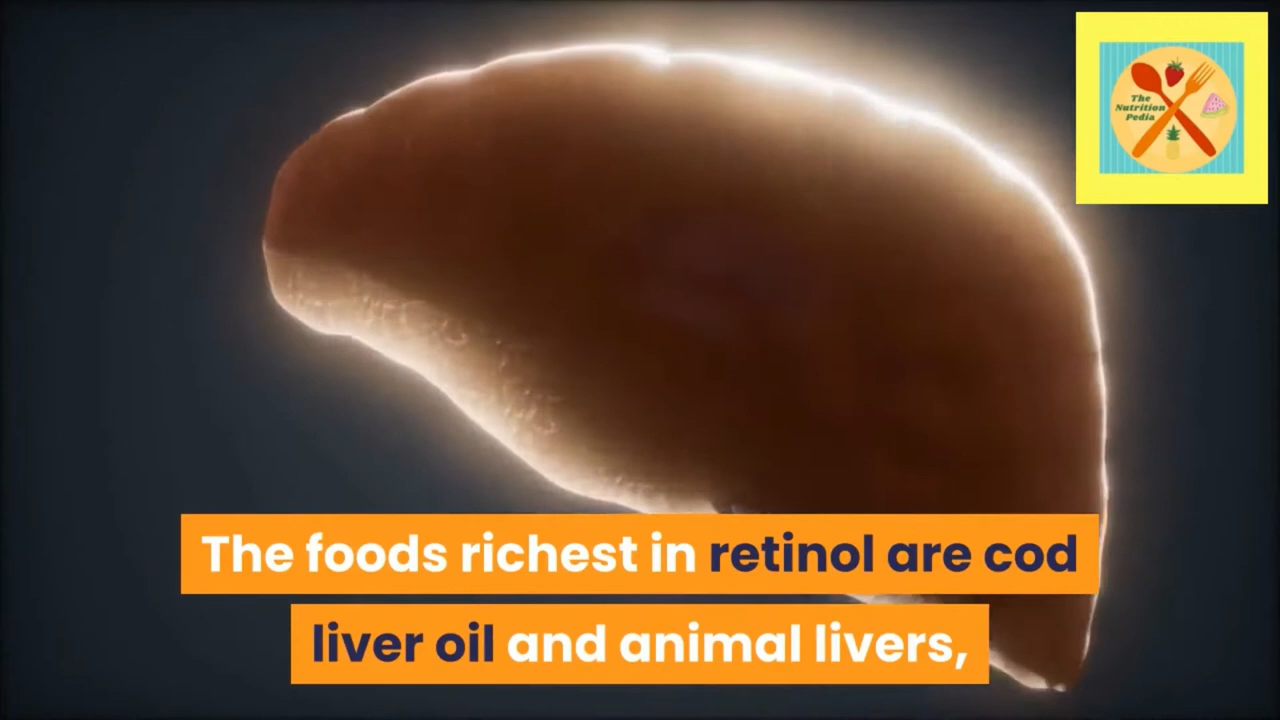 The
Nutrition
Pedia
The foods richest in retinol are cod
liver oil and animal livers,